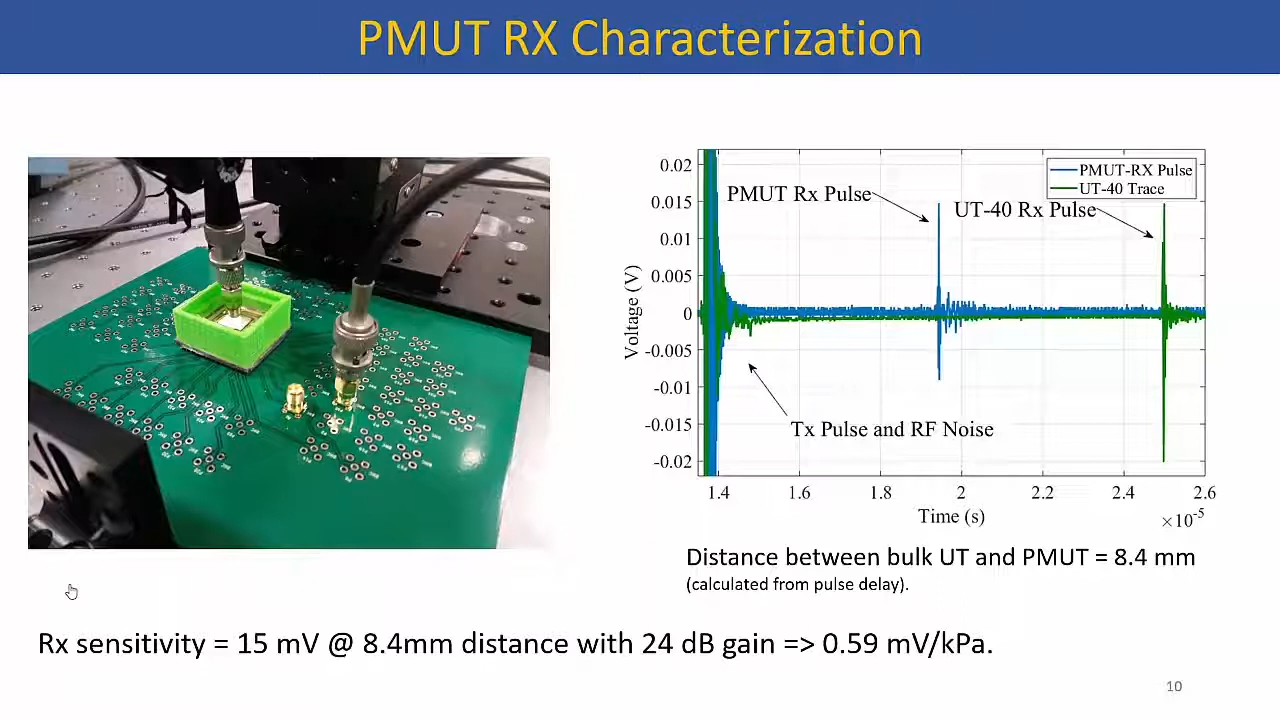 PMUT RX Characterization
0.02
0.015
0.01
0.005
0
-0.005
-0.01
-0.015
-0.02
Voltage (V)
PMUT-RX Pulse
UT-40 Trace
PMUT Rx Pulse
UT-40 Rx Pulse
Tx Pulse and RF Noise
1.4 1.6 1.8 2 2.2 2.4 2.6
Time (s)
×10⁻⁵
Distance between bulk UT and PMUT = 8.4 mm
(calculated from pulse delay).
Rx sensitivity = 15 mV @ 8.4mm distance with 24 dB gain => 0.59 mV/kPa.
10